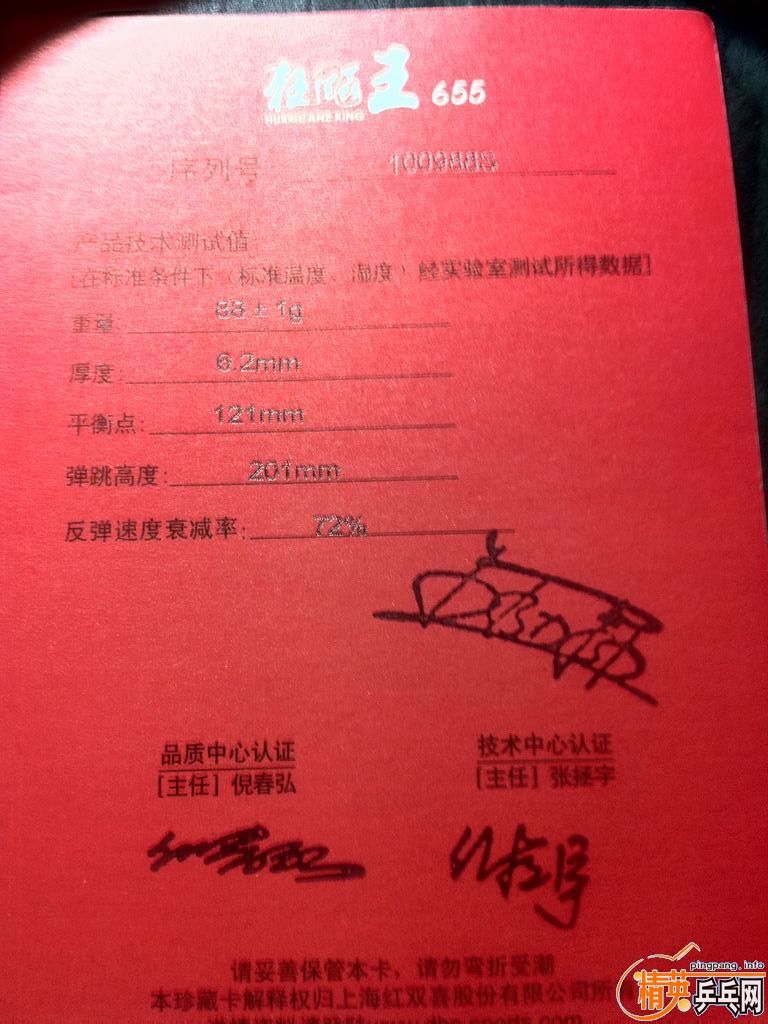 狂飚王 655
HURRICANE KING
序列号
产品技术测试值:
[在标准条件下（标准温度、湿度）经实验室测试所得数据]
重量: 88±1g
厚度: 6.2mm
平衡点: 121mm
弹跳高度: 201mm
反弹速度衰减率: 72%
品质中心认证
[主任] 倪春弘
技术中心认证
[主任] 张拯宇
请妥善保管本卡，请勿弯折受潮
本珍藏卡解释权归上海红双喜股份有限公司所
pingpang.info
精英乒乓网